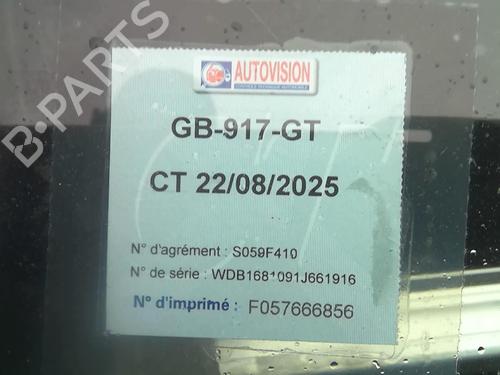 AUTOVISION
CONTRÔLE TECHNIQUE AUTOMOBILE
GB-917-GT
CT 22/08/2025
N° d'agrément : S059F410
N° de série : WDB1681091J661916
N° d'imprimé : F057666856
B-PARTS